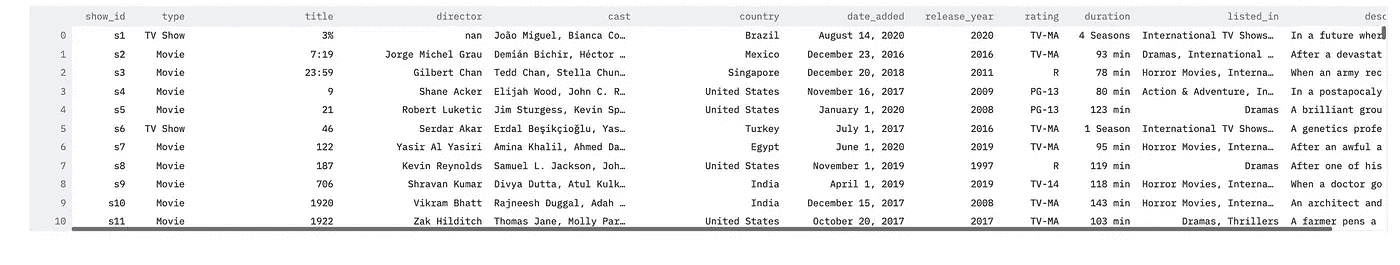 show_id type title director cast country date_added release_year rating duration listed_in desc
0 s1 TV Show 3% nan João Miguel, Bianca Co… Brazil August 14, 2020 2020 TV-MA 4 Seasons International TV Shows… In a future wher
1 s2 Movie 7:19 Jorge Michel Grau Demián Bichir, Héctor … Mexico December 23, 2016 2016 TV-MA 93 min Dramas, International … After a devastat
2 s3 Movie 23:59 Gilbert Chan Tedd Chan, Stella Chun… Singapore December 20, 2018 2011 R 78 min Horror Movies, Interna… When an army rec
3 s4 Movie 9 Shane Acker Elijah Wood, John C. R… United States November 16, 2017 2009 PG-13 80 min Action & Adventure, In… In a postapocaly
4 s5 Movie 21 Robert Luketic Jim Sturgess, Kevin Sp… United States January 1, 2020 2008 PG-13 123 min Dramas A brilliant grou
5 s6 TV Show 46 Serdar Akar Erdal Beşikçioğlu, Yas… Turkey July 1, 2017 2016 TV-MA 1 Season International TV Shows… A genetics profe
6 s7 Movie 122 Yasir Al Yasiri Amina Khalil, Ahmed Da… Egypt June 1, 2020 2019 TV-MA 95 min Horror Movies, Interna… After an awful a
7 s8 Movie 187 Kevin Reynolds Samuel L. Jackson, Joh… United States November 1, 2019 1997 R 119 min Dramas After one of his
8 s9 Movie 706 Shravan Kumar Divya Dutta, Atul Kulk… India April 1, 2019 2019 TV-14 118 min Horror Movies, Interna… When a doctor go
9 s10 Movie 1920 Vikram Bhatt Rajneesh Duggal, Adah … India December 15, 2017 2008 TV-MA 143 min Horror Movies, Interna… An architect and
10 s11 Movie 1922 Zak Hilditch Thomas Jane, Molly Par… United States October 20, 2017 2017 TV-MA 103 min Dramas, Thrillers A farmer pens a